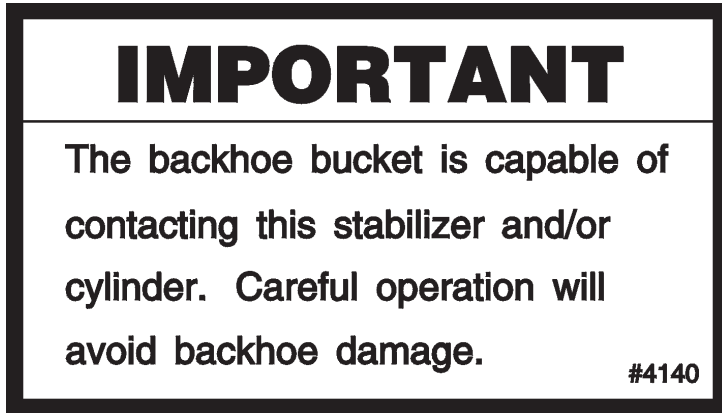 IMPORTANT
The backhoe bucket is capable of
contacting this stabilizer and/or
cylinder. Careful operation will
avoid backhoe damage.
#4140